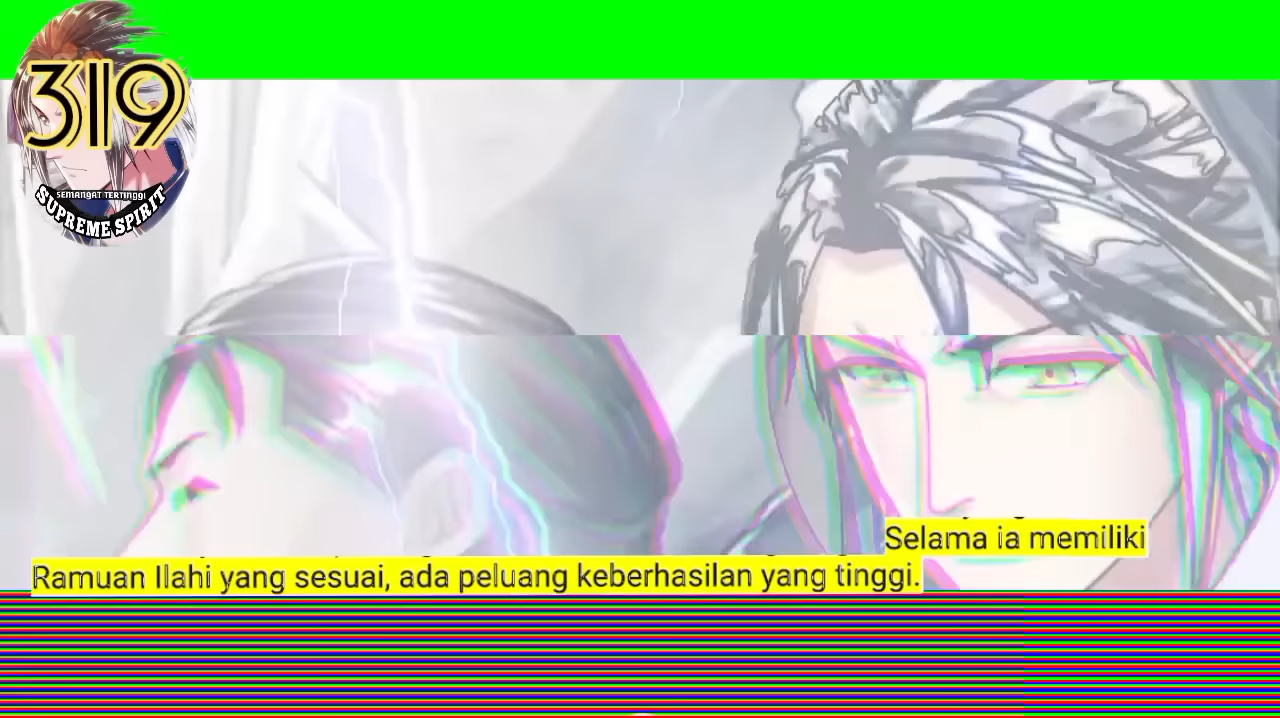 319
SEMANGAT TERTINGGI
SUPREME SPIRIT
Selama ia memiliki
Ramuan Ilahi yang sesuai, ada peluang keberhasilan yang tinggi.